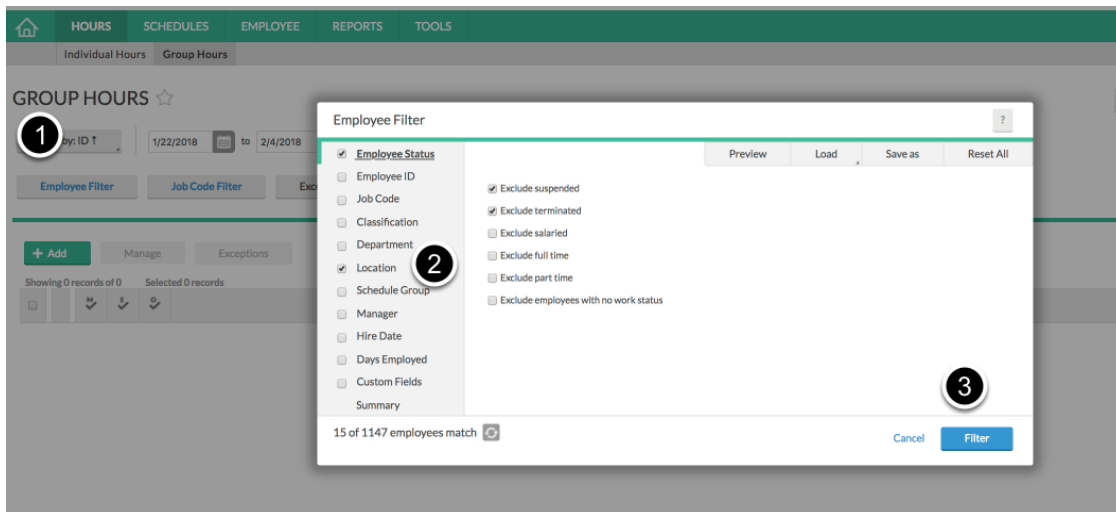 HOURS SCHEDULES EMPLOYEE REPORTS TOOLS
Individual Hours Group Hours
GROUP HOURS
1 by: ID ↑ 1/22/2018 to 2/4/2018
Employee Filter Job Code Filter
+ Add Manage Exceptions
Showing 0 records of 0 Selected 0 records
M E O
Employee Filter ?
Preview Load Save as Reset All
Employee Status
Employee ID
Job Code
Classification
Department
Location
2
Schedule Group
Manager
Hire Date
Days Employed
Custom Fields
Summary
Exclude suspended
Exclude terminated
Exclude salaried
Exclude full time
Exclude part time
Exclude employees with no work status
3
15 of 1147 employees match
Cancel Filter